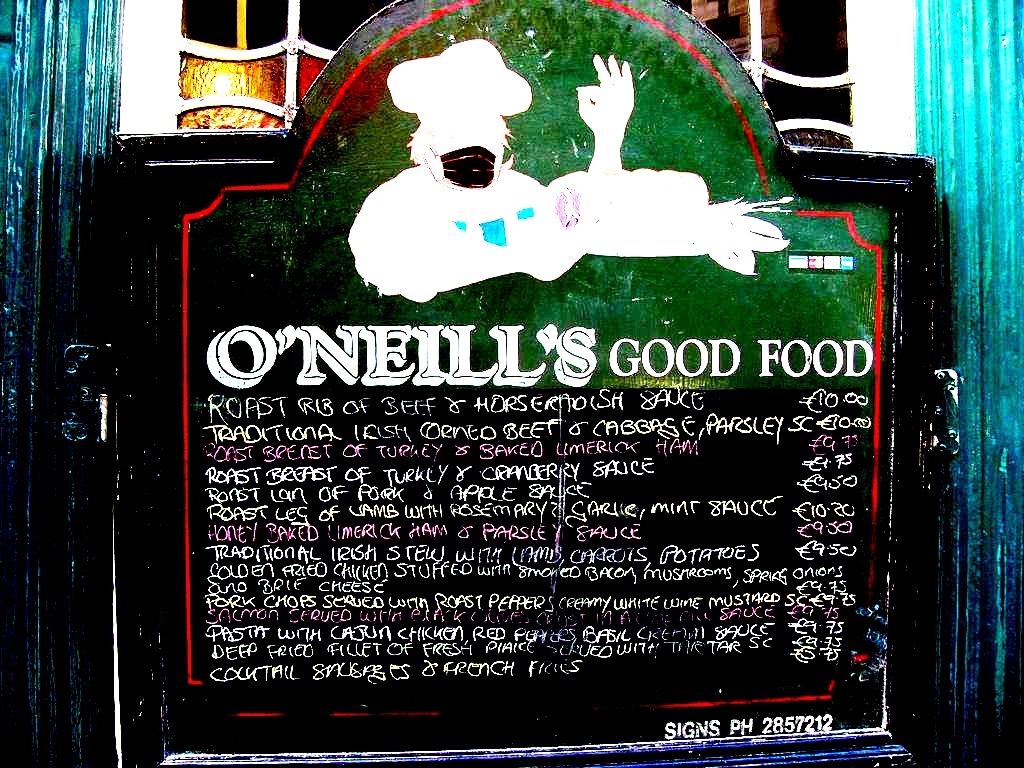 O'NEILL'S GOOD FOOD
ROAST RIB OF BEEF & HORSERADISH SAUCE €10.00
TRADITIONAL IRISH CORNED BEEF & CABBAGE, PARSLEY SC €10.00
ROAST BREAST OF TURKEY & BAKED LIMERICK HAM €9.75
ROAST BREAST OF TURKEY & CRANBERRY SAUCE €9.75
ROAST LOIN OF PORK & APPLE SAUCE €9.50
ROAST LEG OF LAMB WITH ROSEMARY, GARLIC, MINT SAUCE €10.20
HONEY BAKED LIMERICK HAM & PARSLEY SAUCE €9.50
TRADITIONAL IRISH STEW WITH LAMB, CARROTS, POTATOES €9.50
GOLDEN FRIED CHICKEN STUFFED WITH SMOKED BACON, MUSHROOMS, SPRING ONIONS
AND BRIE CHEESE €9.75
PORK CHOPS SERVED WITH ROAST PEPPERS CREAMY WHITE WINE MUSTARD SC €9.75
SALMON SERVED WITH SAUCE €9.75
PASTA WITH CAJUN CHICKEN, RED PEPPERS, BASIL CREAM SAUCE €9.75
DEEP FRIED FILLET OF FRESH PLAICE SERVED WITH TARTAR SC €9.75
COCKTAIL SAUSAGES & FRENCH FRIES
SIGNS PH 2857212